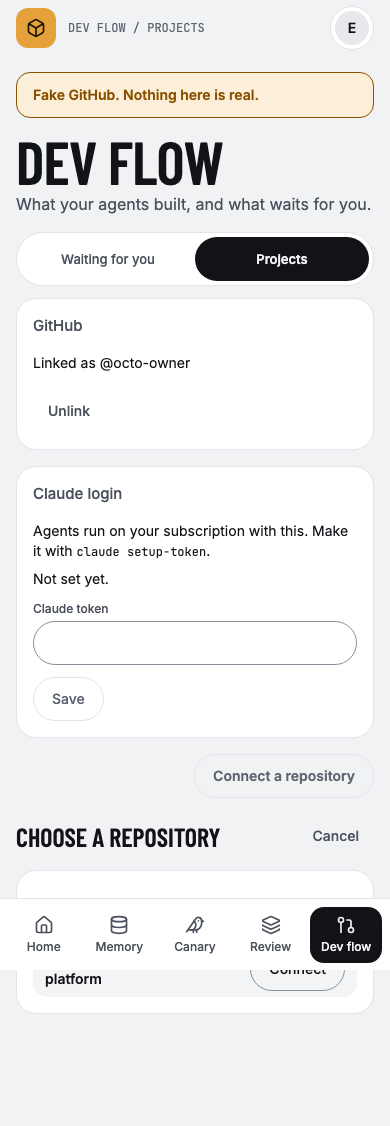 DEV FLOW / PROJECTS
E
Fake GitHub. Nothing here is real.
DEV FLOW
What your agents built, and what waits for you.
Waiting for you
Projects
GitHub
Linked as @octo-owner
Unlink
Claude login
Agents run on your subscription with this. Make
it with claude setup-token.
Not set yet.
Claude token
Save
Connect a repository
CHOOSE A REPOSITORY
Cancel
Home
Memory
Canary
Review
Dev flow
platform
Connect